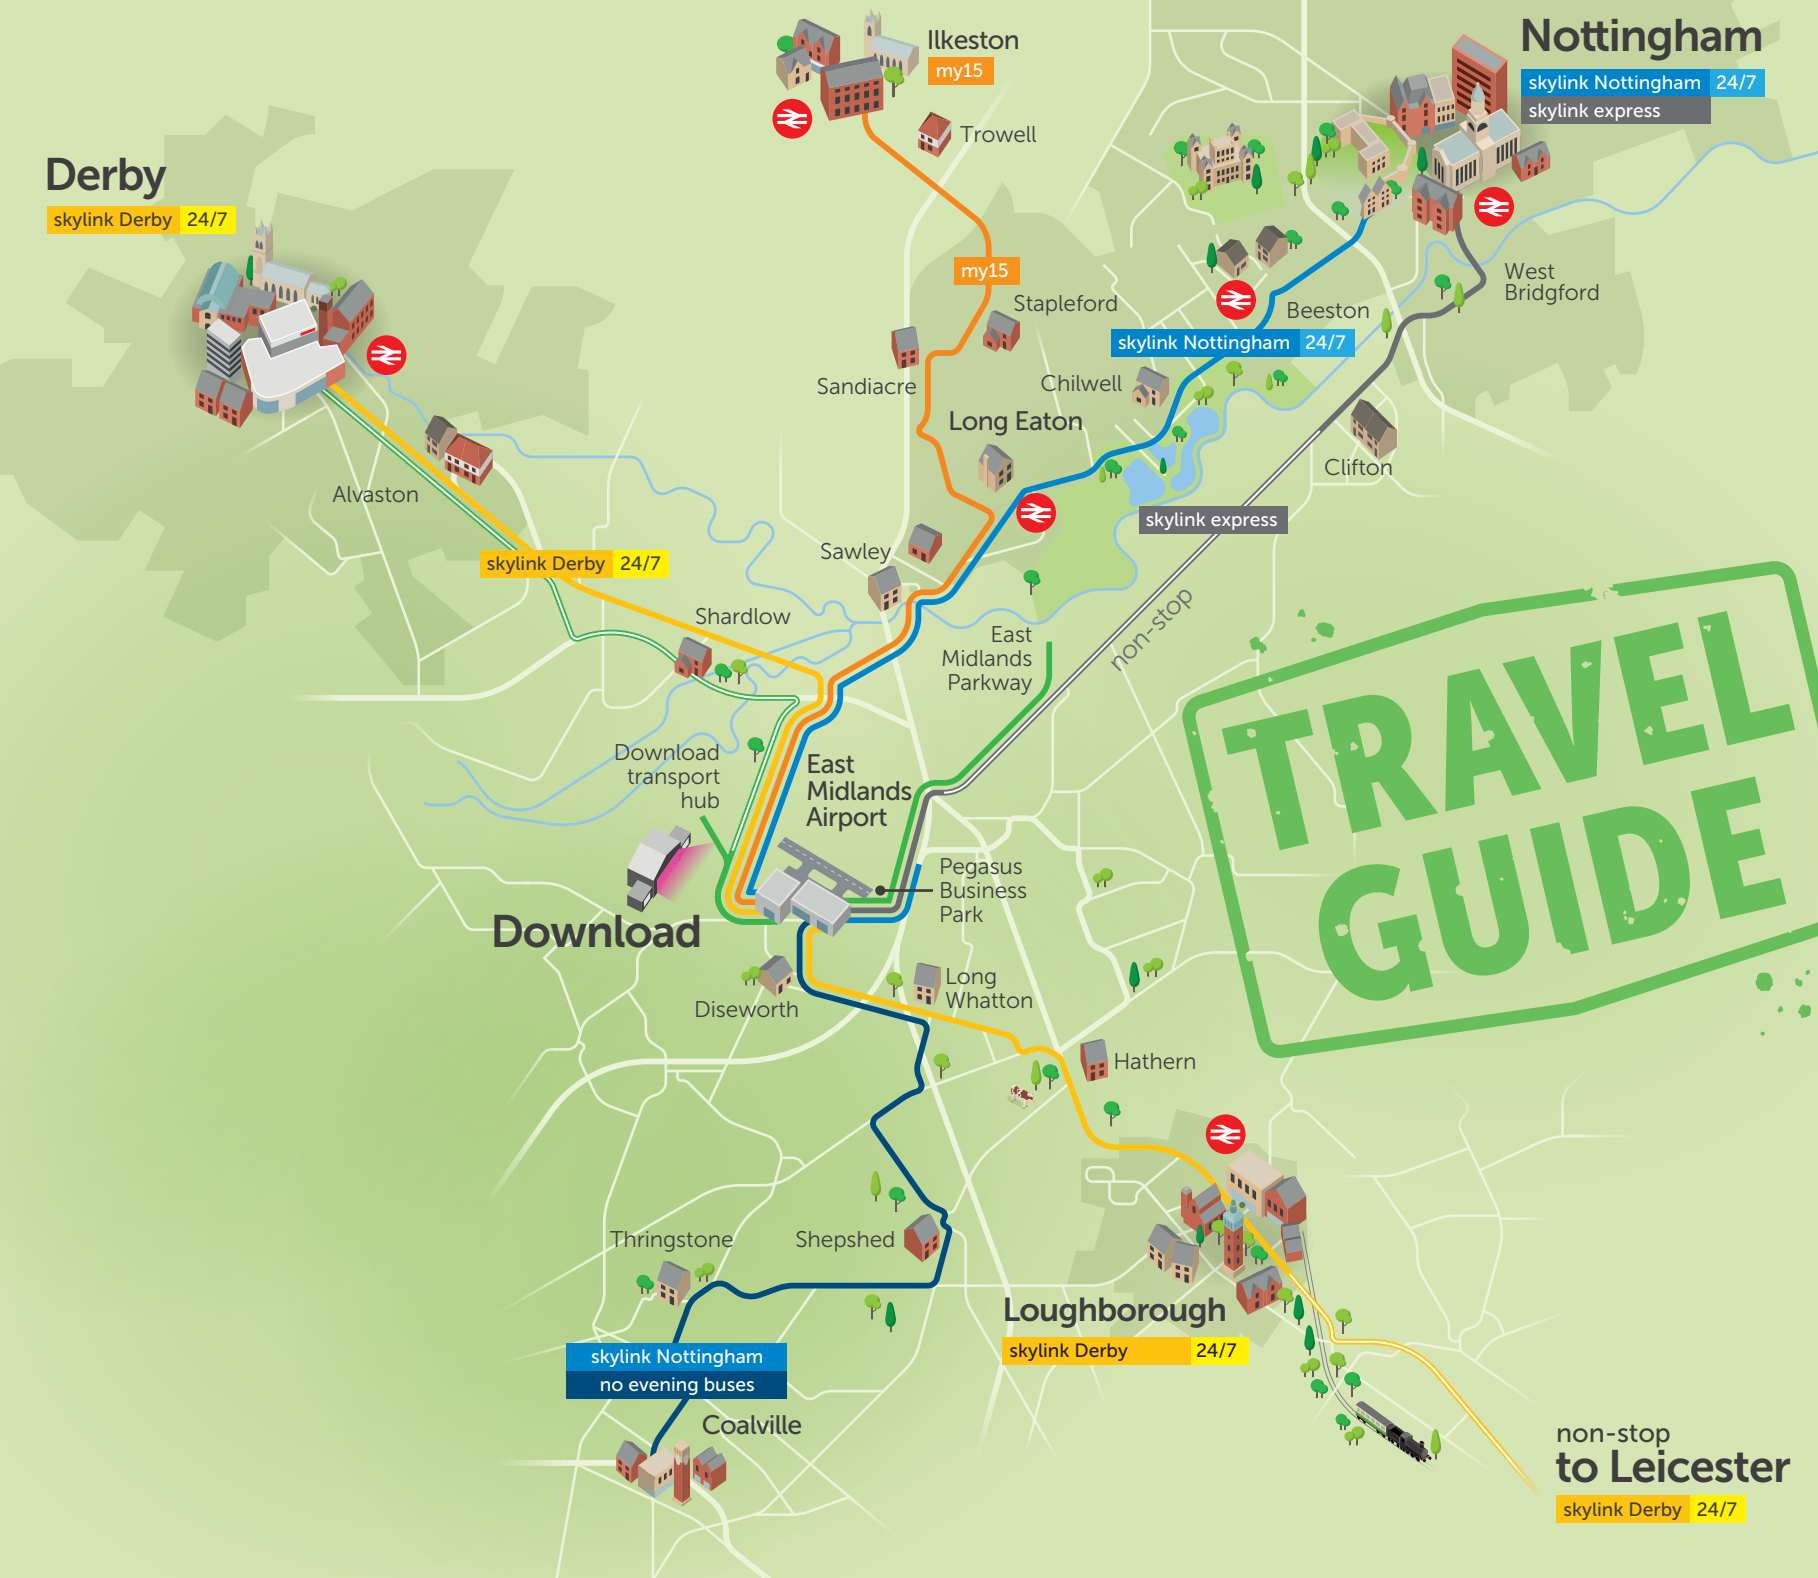 Ilkeston
my15
Trowell
Nottingham
skylink Nottingham 24/7
skylink express
Derby
skylink Derby 24/7
my15
Stapleford
Sandiacre
West
Bridgford
Beeston
skylink Nottingham 24/7
Chilwell
Long Eaton
Clifton
Alvaston
skylink express
Sawley
skylink Derby 24/7
Shardlow
East
Midlands
Parkway
non-stop
TRAVEL
GUIDE
Download
transport
hub
East
Midlands
Airport
Pegasus
Business
Park
Download
Diseworth
Long
Whatton
Hathern
Thringstone
Shepshed
Loughborough
skylink Derby 24/7
skylink Nottingham
no evening buses
Coalville
non-stop
to Leicester
skylink Derby 24/7